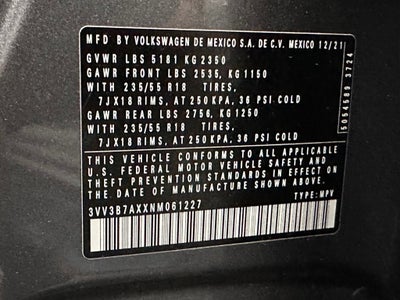 MFD BY VOLKSWAGEN DE MEXICO S.A. DE C.V. MEXICO 12/21
GVWR LBS 5181 KG 2350
GAWR FRONT LBS 2535, KG 1150
WITH 235/55 R18 TIRES,
7JX18 RIMS, AT 250 KPA, 36 PSI COLD
GAWR REAR LBS 2756, KG 1250
WITH 235/55 R18 TIRES,
7JX18 RIMS, AT 250 KPA, 36 PSI COLD
THIS VEHICLE CONFORMS TO ALL APPLICABLE
U.S. FEDERAL MOTOR VEHICLE SAFETY AND
THEFT PREVENTION STANDARDS IN EFFECT ON
THE DATE OF MANUFACTURE SHOWN ABOVE.
3VV3B7AXXNM061227 TYPE: MPV
5054589 3724